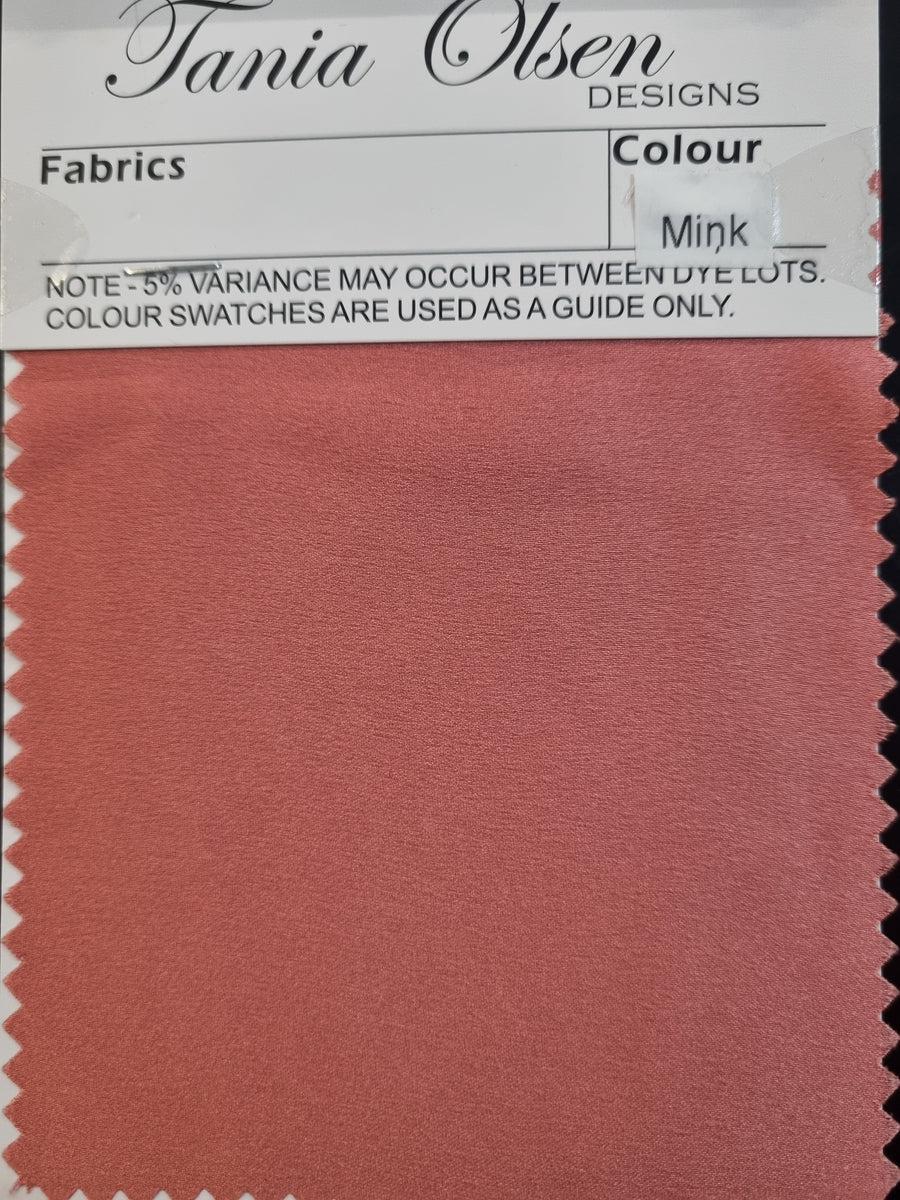 Tania Olsen
DESIGNS
Fabrics
Colour
Mink
NOTE - 5% VARIANCE MAY OCCUR BETWEEN DYE LOTS.
COLOUR SWATCHES ARE USED AS A GUIDE ONLY.